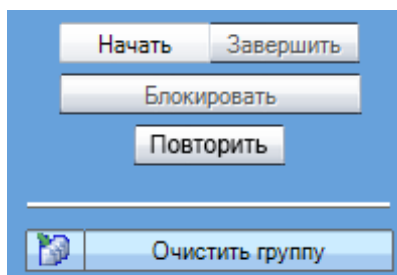 Начать Завершить
Блокировать
Повторить
Очистить группу